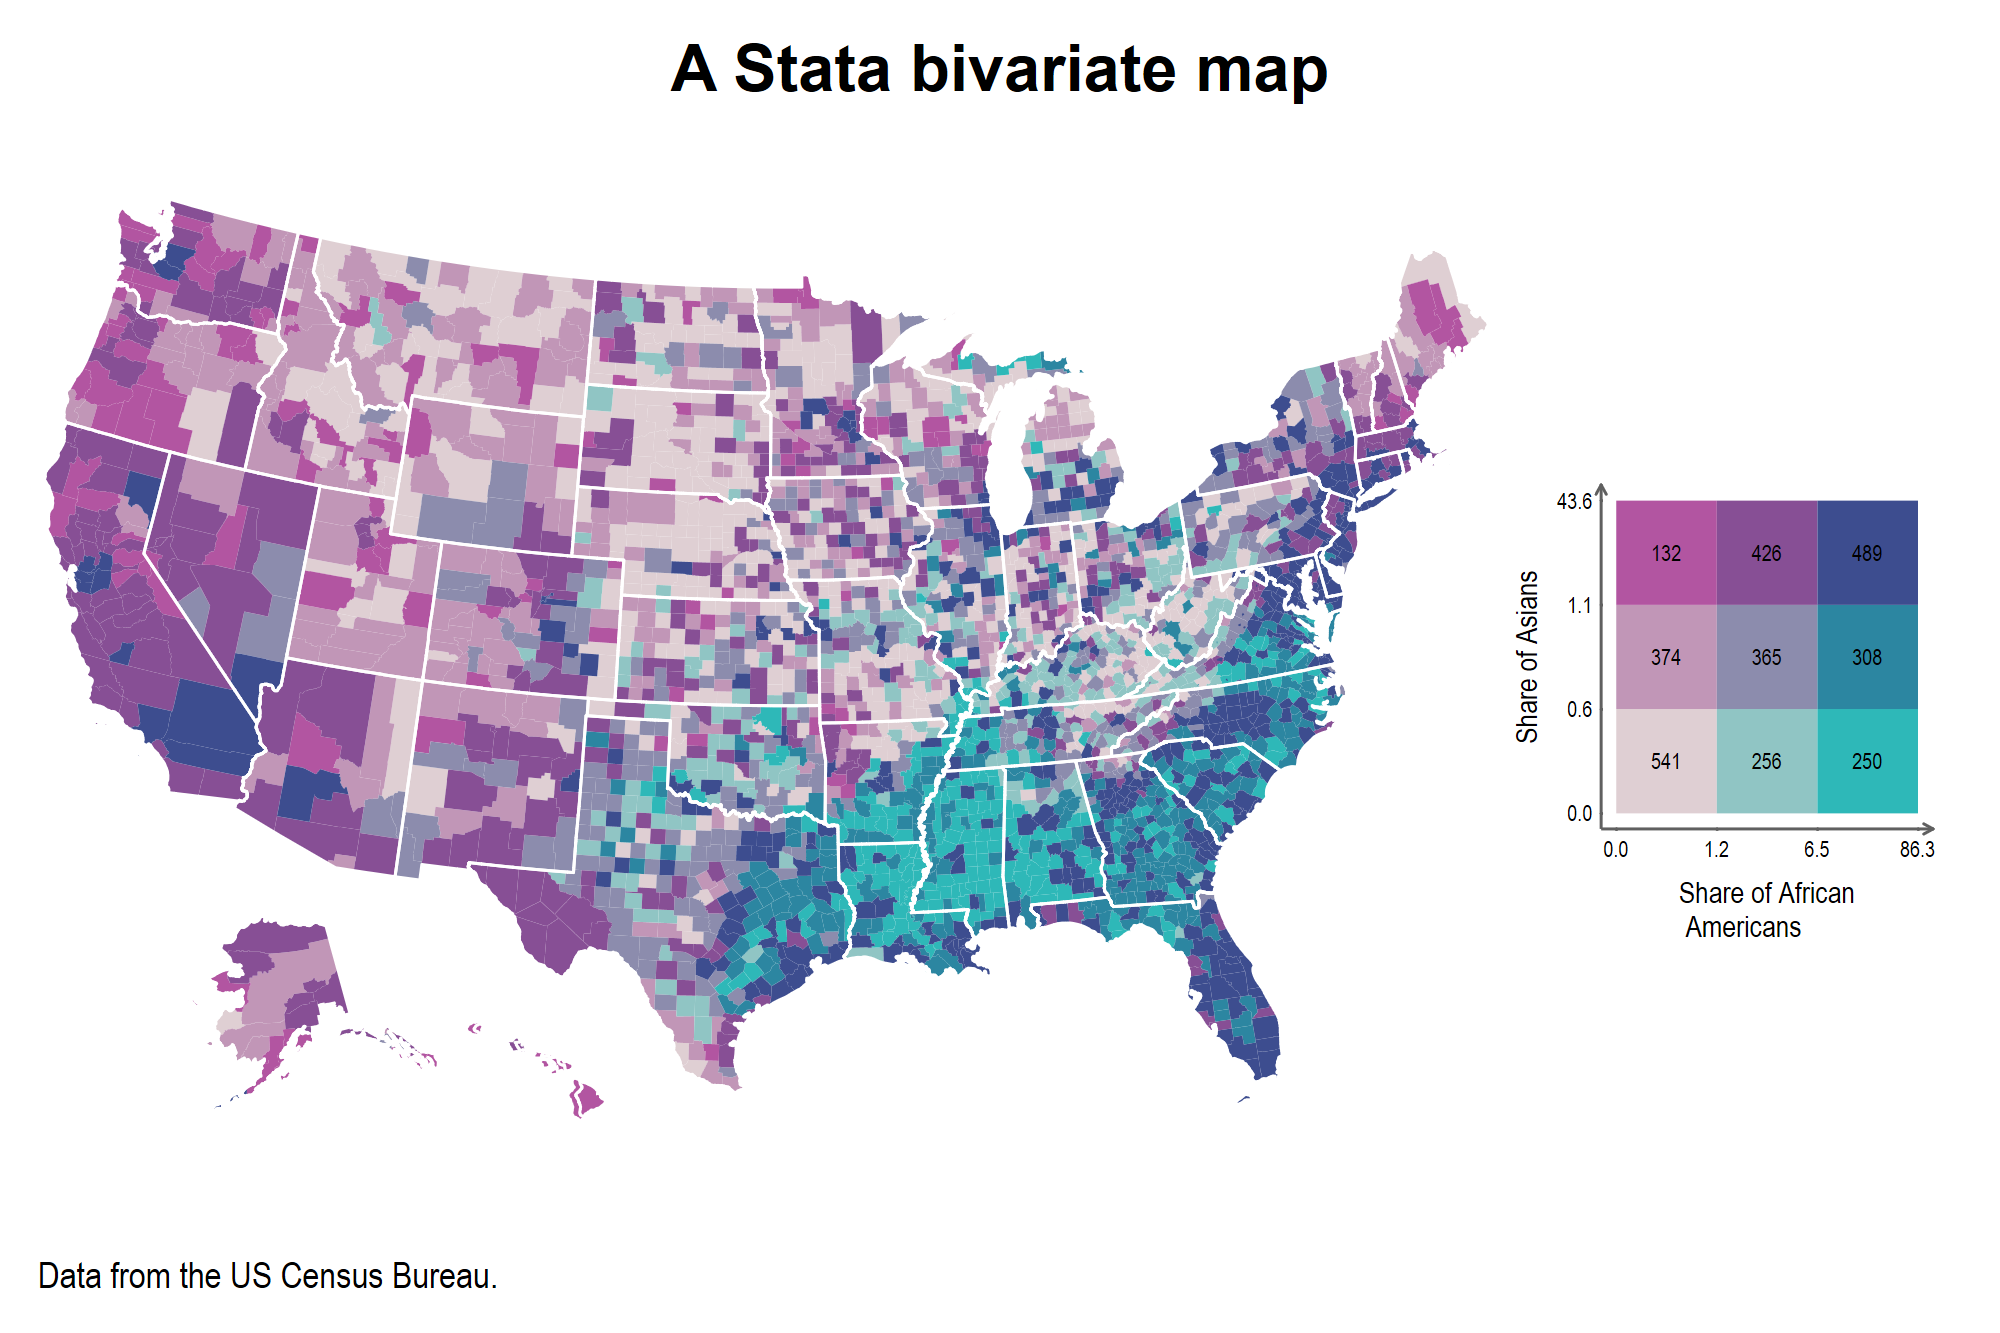 A Stata bivariate map
43.6
132 426 489
1.1
374 365 308
0.6
541 256 250
0.0
0.0 1.2 6.5 86.3
Share of Asians
Share of African
Americans
Data from the US Census Bureau.